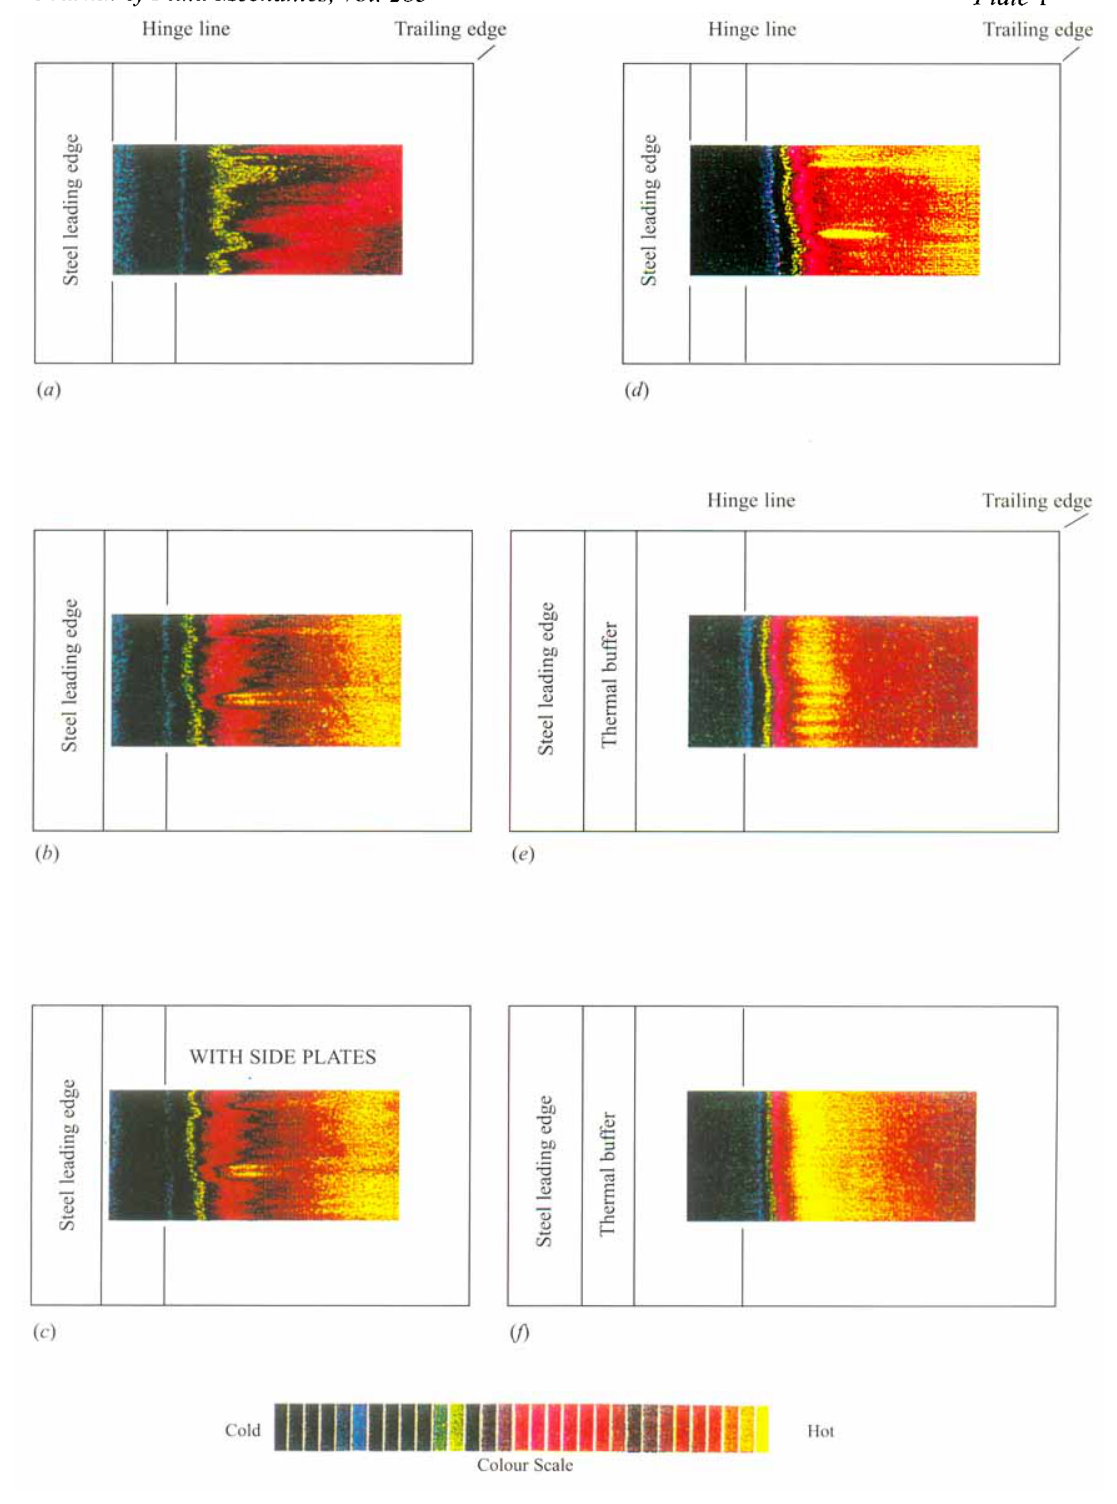 Plate 1
Hinge line
Trailing edge
Hinge line
Trailing edge
Steel leading edge
Steel leading edge
(a)
(d)
Hinge line
Trailing edge
Steel leading edge
Steel leading edge
Thermal buffer
(b)
(e)
WITH SIDE PLATES
Steel leading edge
Steel leading edge
Thermal buffer
(c)
(f)
Cold
Hot
Colour Scale